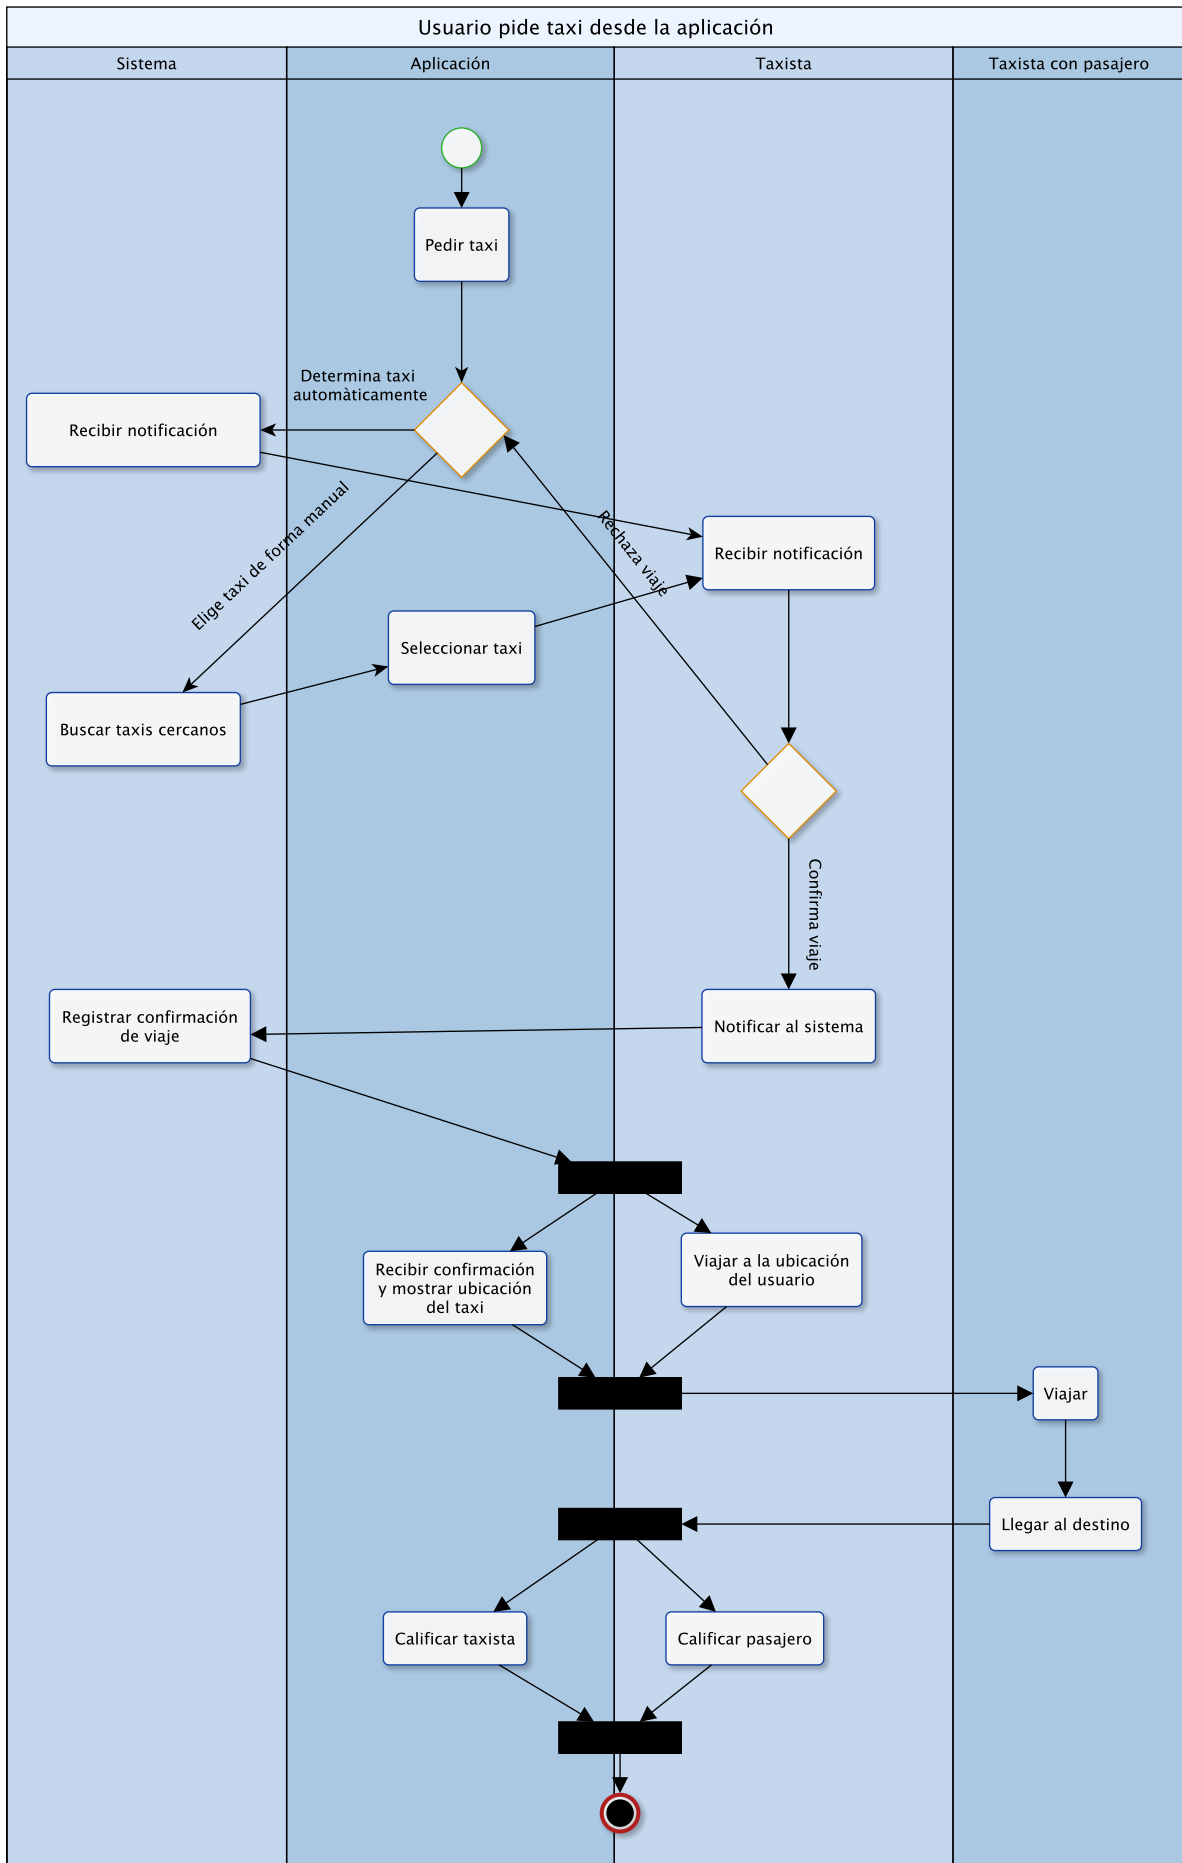 Usuario pide taxi desde la aplicación
Sistema
Aplicación
Taxista
Taxista con pasajero
Pedir taxi
Determina taxi
automàticamente
Recibir notificación
Elige taxi de forma manual
Rechaza viaje
Recibir notificación
Seleccionar taxi
Buscar taxis cercanos
Confirma viaje
Registrar confirmación
de viaje
Notificar al sistema
Recibir confirmación
y mostrar ubicación
del taxi
Viajar a la ubicación
del usuario
Viajar
Llegar al destino
Calificar taxista
Calificar pasajero